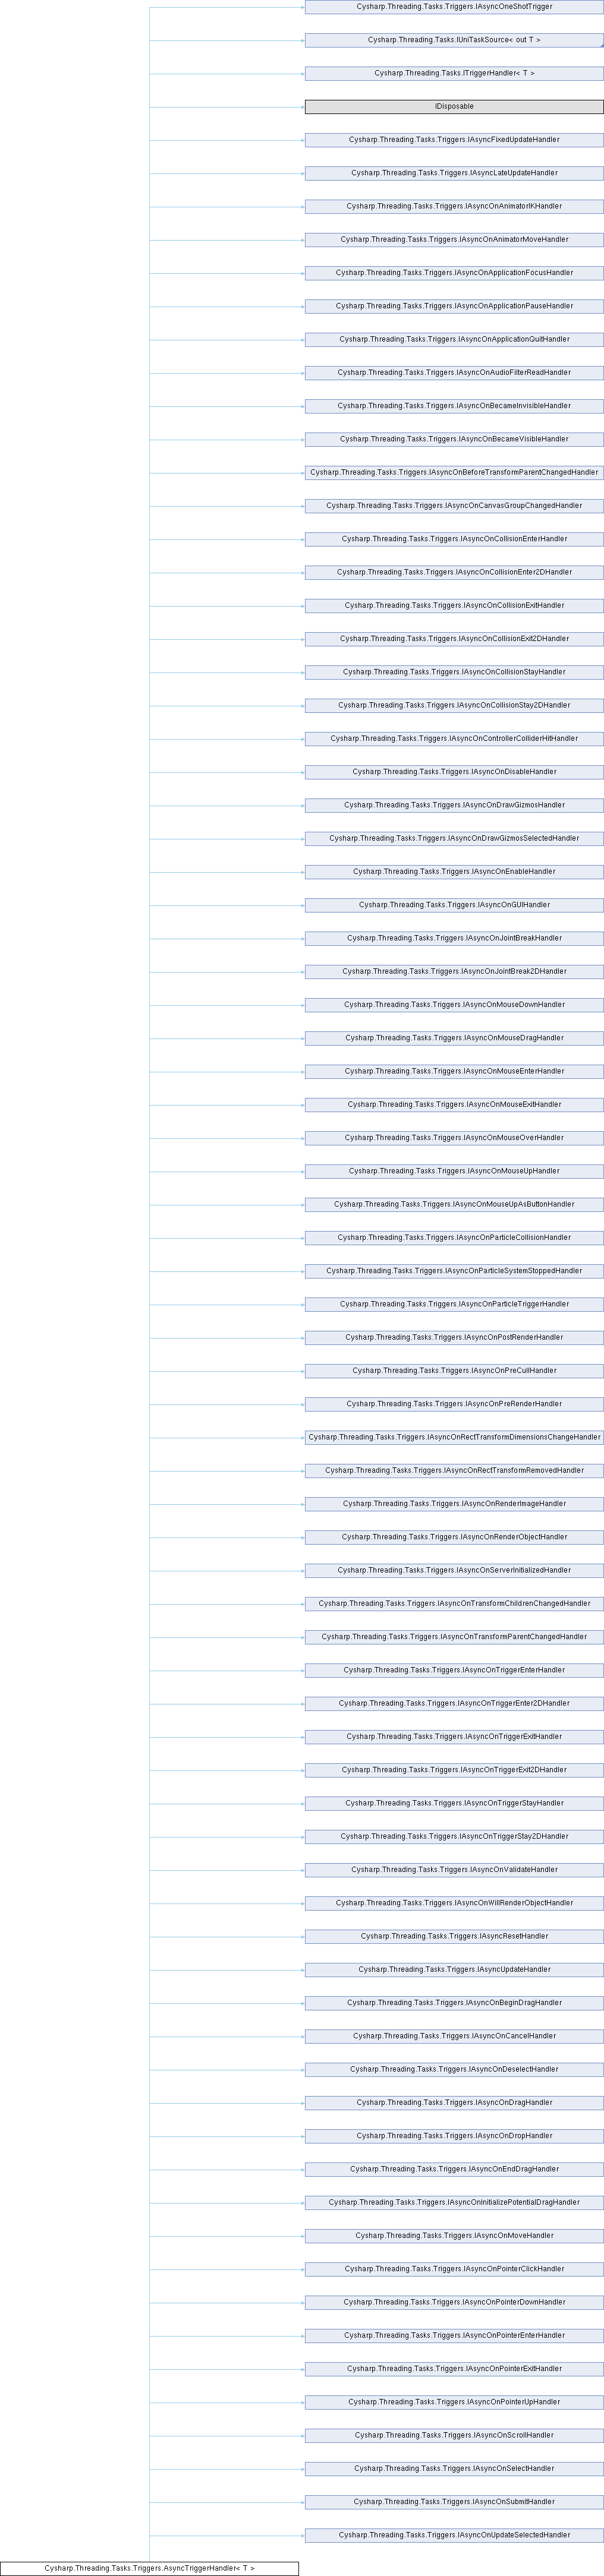 Cysharp.Threading.Tasks.Triggers.IAsyncOneShotTrigger
Cysharp.Threading.Tasks.IUniTaskSource< out T >
Cysharp.Threading.Tasks.ITriggerHandler< T >
IDisposable
Cysharp.Threading.Tasks.Triggers.IAsyncFixedUpdateHandler
Cysharp.Threading.Tasks.Triggers.IAsyncLateUpdateHandler
Cysharp.Threading.Tasks.Triggers.IAsyncOnAnimatorIKHandler
Cysharp.Threading.Tasks.Triggers.IAsyncOnAnimatorMoveHandler
Cysharp.Threading.Tasks.Triggers.IAsyncOnApplicationFocusHandler
Cysharp.Threading.Tasks.Triggers.IAsyncOnApplicationPauseHandler
Cysharp.Threading.Tasks.Triggers.IAsyncOnApplicationQuitHandler
Cysharp.Threading.Tasks.Triggers.IAsyncOnAudioFilterReadHandler
Cysharp.Threading.Tasks.Triggers.IAsyncOnBecameInvisibleHandler
Cysharp.Threading.Tasks.Triggers.IAsyncOnBecameVisibleHandler
Cysharp.Threading.Tasks.Triggers.IAsyncOnBeforeTransformParentChangedHandler
Cysharp.Threading.Tasks.Triggers.IAsyncOnCanvasGroupChangedHandler
Cysharp.Threading.Tasks.Triggers.IAsyncOnCollisionEnterHandler
Cysharp.Threading.Tasks.Triggers.IAsyncOnCollisionEnter2DHandler
Cysharp.Threading.Tasks.Triggers.IAsyncOnCollisionExitHandler
Cysharp.Threading.Tasks.Triggers.IAsyncOnCollisionExit2DHandler
Cysharp.Threading.Tasks.Triggers.IAsyncOnCollisionStayHandler
Cysharp.Threading.Tasks.Triggers.IAsyncOnCollisionStay2DHandler
Cysharp.Threading.Tasks.Triggers.IAsyncOnControllerColliderHitHandler
Cysharp.Threading.Tasks.Triggers.IAsyncOnDisableHandler
Cysharp.Threading.Tasks.Triggers.IAsyncOnDrawGizmosHandler
Cysharp.Threading.Tasks.Triggers.IAsyncOnDrawGizmosSelectedHandler
Cysharp.Threading.Tasks.Triggers.IAsyncOnEnableHandler
Cysharp.Threading.Tasks.Triggers.IAsyncOnGUIHandler
Cysharp.Threading.Tasks.Triggers.IAsyncOnJointBreakHandler
Cysharp.Threading.Tasks.Triggers.IAsyncOnJointBreak2DHandler
Cysharp.Threading.Tasks.Triggers.IAsyncOnMouseDownHandler
Cysharp.Threading.Tasks.Triggers.IAsyncOnMouseDragHandler
Cysharp.Threading.Tasks.Triggers.IAsyncOnMouseEnterHandler
Cysharp.Threading.Tasks.Triggers.IAsyncOnMouseExitHandler
Cysharp.Threading.Tasks.Triggers.IAsyncOnMouseOverHandler
Cysharp.Threading.Tasks.Triggers.IAsyncOnMouseUpHandler
Cysharp.Threading.Tasks.Triggers.IAsyncOnMouseUpAsButtonHandler
Cysharp.Threading.Tasks.Triggers.IAsyncOnParticleCollisionHandler
Cysharp.Threading.Tasks.Triggers.IAsyncOnParticleSystemStoppedHandler
Cysharp.Threading.Tasks.Triggers.IAsyncOnParticleTriggerHandler
Cysharp.Threading.Tasks.Triggers.IAsyncOnPostRenderHandler
Cysharp.Threading.Tasks.Triggers.IAsyncOnPreCullHandler
Cysharp.Threading.Tasks.Triggers.IAsyncOnPreRenderHandler
Cysharp.Threading.Tasks.Triggers.IAsyncOnRectTransformDimensionsChangeHandler
Cysharp.Threading.Tasks.Triggers.IAsyncOnRectTransformRemovedHandler
Cysharp.Threading.Tasks.Triggers.IAsyncOnRenderImageHandler
Cysharp.Threading.Tasks.Triggers.IAsyncOnRenderObjectHandler
Cysharp.Threading.Tasks.Triggers.IAsyncOnServerInitializedHandler
Cysharp.Threading.Tasks.Triggers.IAsyncOnTransformChildrenChangedHandler
Cysharp.Threading.Tasks.Triggers.IAsyncOnTransformParentChangedHandler
Cysharp.Threading.Tasks.Triggers.IAsyncOnTriggerEnterHandler
Cysharp.Threading.Tasks.Triggers.IAsyncOnTriggerEnter2DHandler
Cysharp.Threading.Tasks.Triggers.IAsyncOnTriggerExitHandler
Cysharp.Threading.Tasks.Triggers.IAsyncOnTriggerExit2DHandler
Cysharp.Threading.Tasks.Triggers.IAsyncOnTriggerStayHandler
Cysharp.Threading.Tasks.Triggers.IAsyncOnTriggerStay2DHandler
Cysharp.Threading.Tasks.Triggers.IAsyncOnValidateHandler
Cysharp.Threading.Tasks.Triggers.IAsyncOnWillRenderObjectHandler
Cysharp.Threading.Tasks.Triggers.IAsyncResetHandler
Cysharp.Threading.Tasks.Triggers.IAsyncUpdateHandler
Cysharp.Threading.Tasks.Triggers.IAsyncOnBeginDragHandler
Cysharp.Threading.Tasks.Triggers.IAsyncOnCancelHandler
Cysharp.Threading.Tasks.Triggers.IAsyncOnDeselectHandler
Cysharp.Threading.Tasks.Triggers.IAsyncOnDragHandler
Cysharp.Threading.Tasks.Triggers.IAsyncOnDropHandler
Cysharp.Threading.Tasks.Triggers.IAsyncOnEndDragHandler
Cysharp.Threading.Tasks.Triggers.IAsyncOnInitializePotentialDragHandler
Cysharp.Threading.Tasks.Triggers.IAsyncOnMoveHandler
Cysharp.Threading.Tasks.Triggers.IAsyncOnPointerClickHandler
Cysharp.Threading.Tasks.Triggers.IAsyncOnPointerDownHandler
Cysharp.Threading.Tasks.Triggers.IAsyncOnPointerEnterHandler
Cysharp.Threading.Tasks.Triggers.IAsyncOnPointerExitHandler
Cysharp.Threading.Tasks.Triggers.IAsyncOnPointerUpHandler
Cysharp.Threading.Tasks.Triggers.IAsyncOnScrollHandler
Cysharp.Threading.Tasks.Triggers.IAsyncOnSelectHandler
Cysharp.Threading.Tasks.Triggers.IAsyncOnSubmitHandler
Cysharp.Threading.Tasks.Triggers.IAsyncOnUpdateSelectedHandler
Cysharp.Threading.Tasks.Triggers.AsyncTriggerHandler< T >